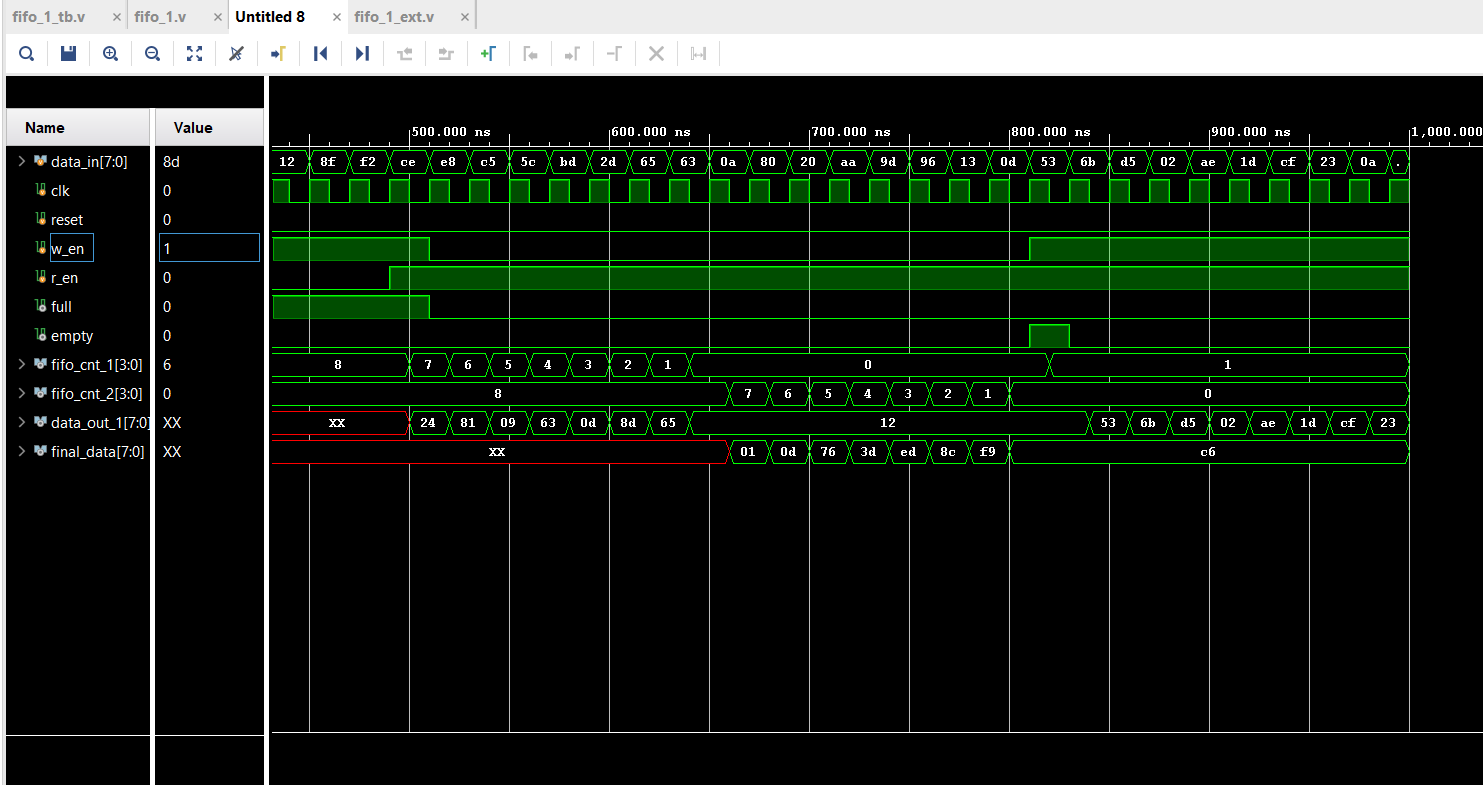 fifo_1_tb.v × fifo_1.v × Untitled 8 × fifo_1_ext.v ×
Name Value
500.000 ns 600.000 ns 700.000 ns 800.000 ns 900.000 ns 1,000.000
data_in[7:0] 8d 12 8f f2 ce e8 c5 5c bd 2d 65 63 0a 80 20 aa 9d 96 13 0d 53 6b d5 02 ae 1d cf 23 0a .
clk 0
reset 0
w_en 1
r_en 0
full 0
empty 0
fifo_cnt_1[3:0] 6 8 7 6 5 4 3 2 1 0 1
fifo_cnt_2[3:0] 0 8 7 6 5 4 3 2 1 0
data_out_1[7:0] XX XX 24 81 09 63 0d 8d 65 12 53 6b d5 02 ae 1d cf 23
final_data[7:0] XX XX 01 0d 76 3d ed 8c f9 c6